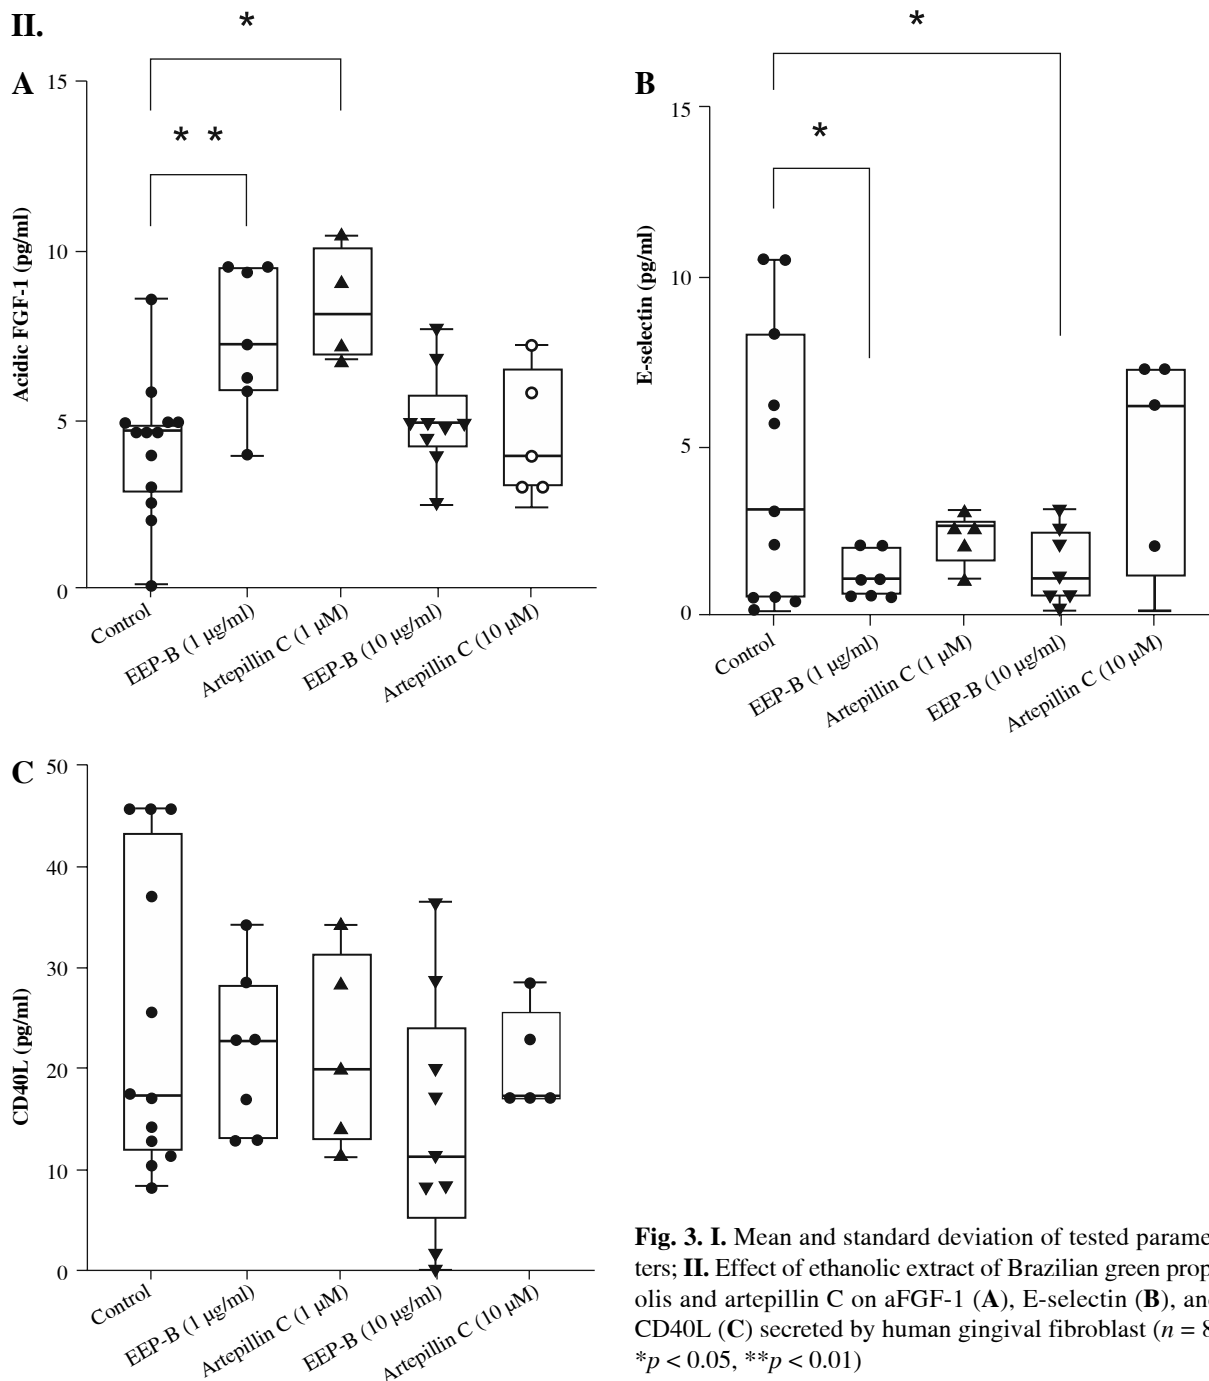 II.
A
*
* *
15
10
5
0
Acidic FGF-1 (pg/ml)
Control
EEP-B (1 µg/ml)
Artepillin C (1 µM)
EEP-B (10 µg/ml)
Artepillin C (10 µM)
B
*
*
15
10
5
0
E-selectin (pg/ml)
Control
EEP-B (1 µg/ml)
Artepillin C (1 µM)
EEP-B (10 µg/ml)
Artepillin C (10 µM)
C
50
40
30
20
10
0
CD40L (pg/ml)
Control
EEP-B (1 µg/ml)
Artepillin C (1 µM)
EEP-B (10 µg/ml)
Artepillin C (10 µM)
Fig. 3. I. Mean and standard deviation of tested parame
ters; II. Effect of ethanolic extract of Brazilian green prop
olis and artepillin C on aFGF-1 (A), E-selectin (B), an
CD40L (C) secreted by human gingival fibroblast (n = 8
*p < 0.05, **p < 0.01)